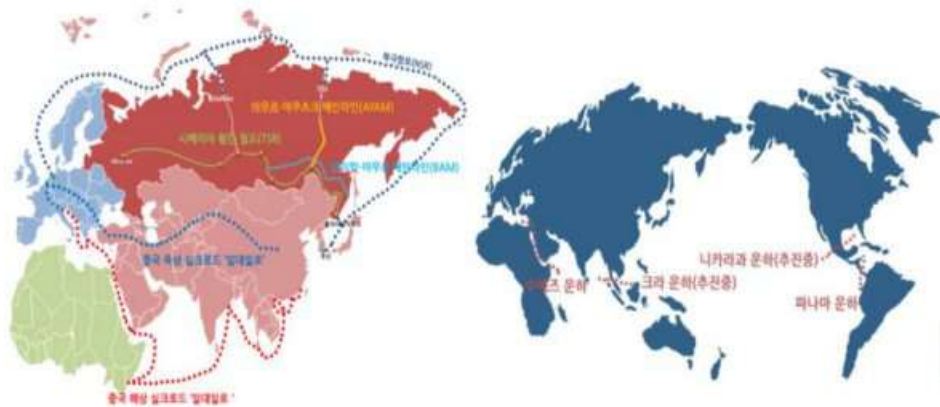 북극항로(NSR)
아무르·야쿠츠크 메인라인(AYAM)
시베리아 횡단 철도(TSR)
아무르 메인라인(BAM)
중국 육상 실크로드 '일대일로'
중국 해상 실크로드 '일대일로'
니카라과 운하(추진중)
수에즈 운하
크라 운하(추진중)
파나마 운하